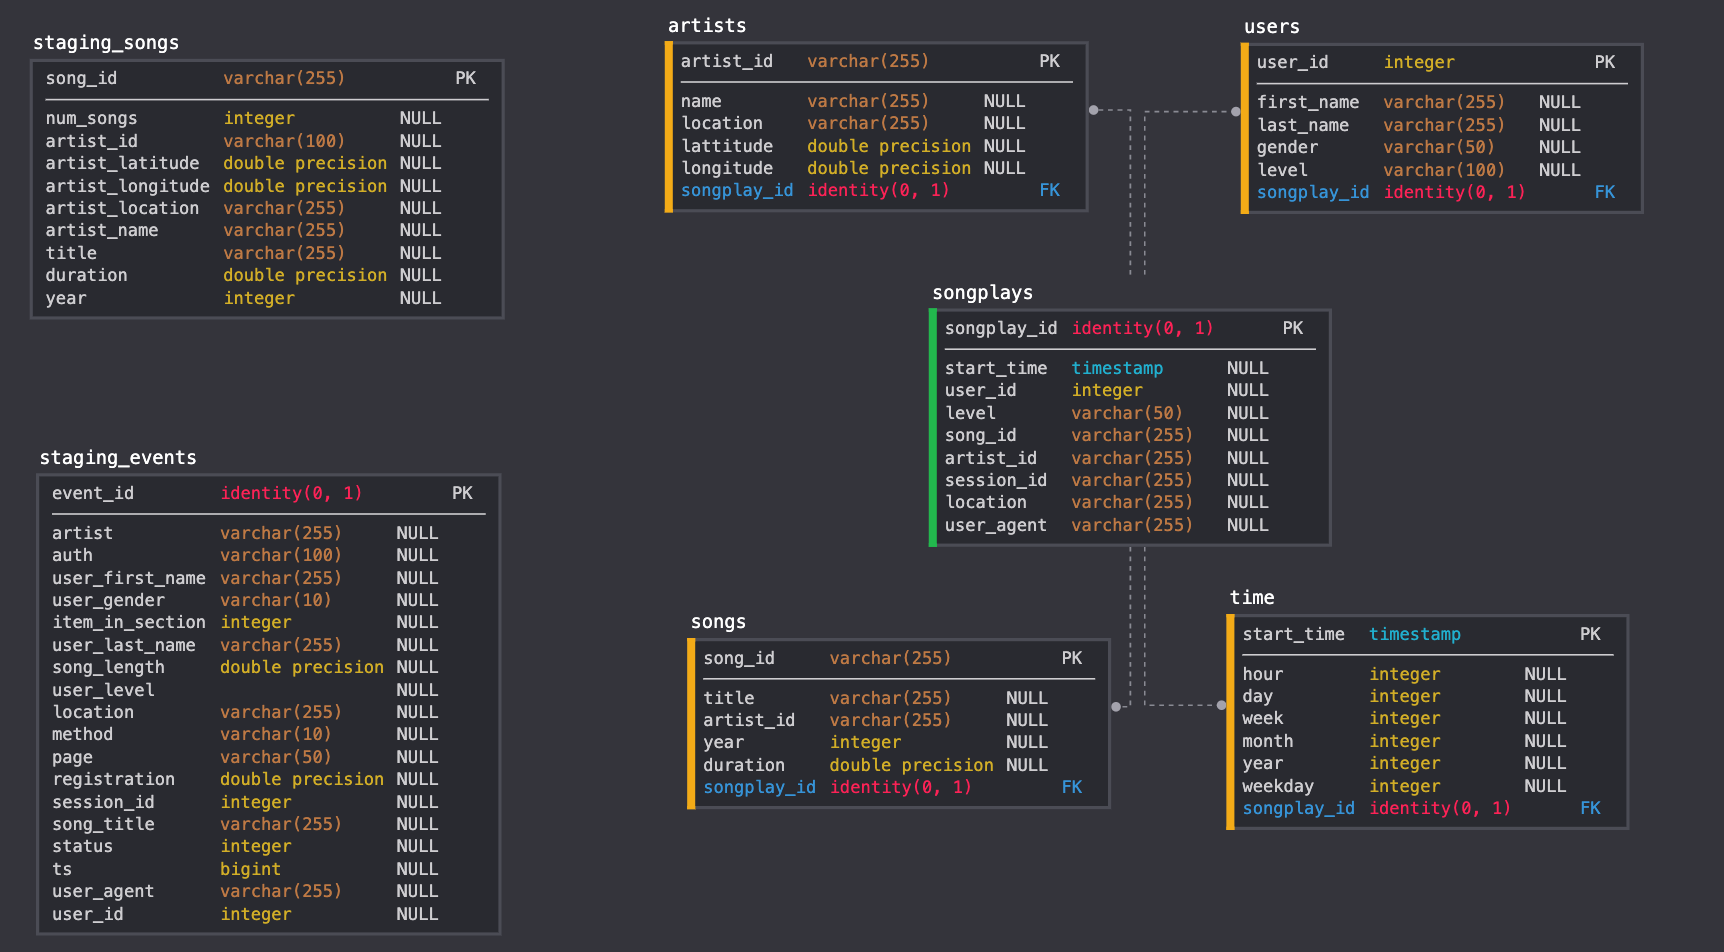 staging_songs
song_id varchar(255) PK
num_songs integer NULL
artist_id varchar(100) NULL
artist_latitude double precision NULL
artist_longitude double precision NULL
artist_location varchar(255) NULL
artist_name varchar(255) NULL
title varchar(255) NULL
duration double precision NULL
year integer NULL
artists
artist_id varchar(255) PK
name varchar(255) NULL
location varchar(255) NULL
lattitude double precision NULL
longitude double precision NULL
songplay_id identity(0, 1) FK
users
user_id integer PK
first_name varchar(255) NULL
last_name varchar(255) NULL
gender varchar(50) NULL
level varchar(100) NULL
songplay_id identity(0, 1) FK
songplays
songplay_id identity(0, 1) PK
start_time timestamp NULL
user_id integer NULL
level varchar(50) NULL
song_id varchar(255) NULL
artist_id varchar(255) NULL
session_id varchar(255) NULL
location varchar(255) NULL
user_agent varchar(255) NULL
staging_events
event_id identity(0, 1) PK
artist varchar(255) NULL
auth varchar(100) NULL
user_first_name varchar(255) NULL
user_gender varchar(10) NULL
item_in_section integer NULL
user_last_name varchar(255) NULL
song_length double precision NULL
user_level NULL
location varchar(255) NULL
method varchar(10) NULL
page varchar(50) NULL
registration double precision NULL
session_id integer NULL
song_title varchar(255) NULL
status integer NULL
ts bigint NULL
user_agent varchar(255) NULL
user_id integer NULL
songs
song_id varchar(255) PK
title varchar(255) NULL
artist_id varchar(255) NULL
year integer NULL
duration double precision NULL
songplay_id identity(0, 1) FK
time
start_time timestamp PK
hour integer NULL
day integer NULL
week integer NULL
month integer NULL
year integer NULL
weekday integer NULL
songplay_id identity(0, 1) FK